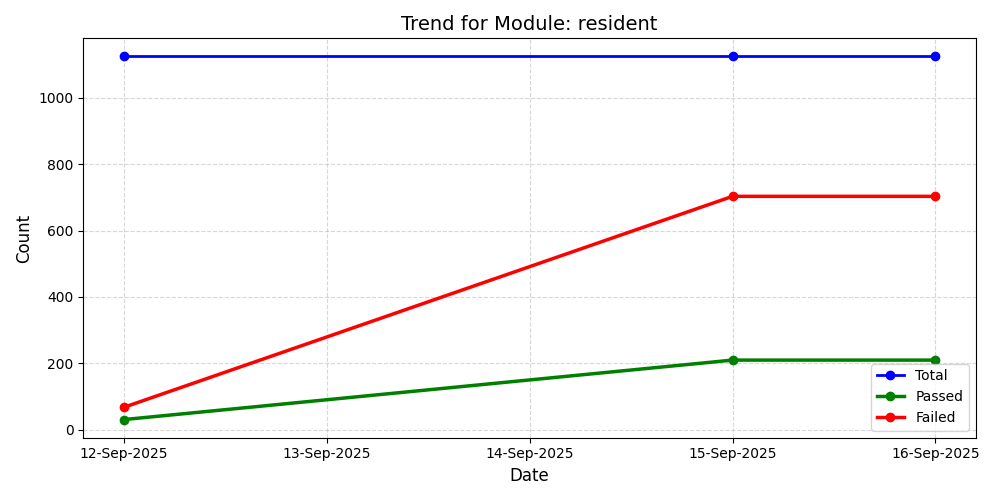 Trend for Module: resident
Count
1000
800
600
400
200
0
12-Sep-2025
13-Sep-2025
14-Sep-2025
15-Sep-2025
16-Sep-2025
Date
Total
Passed
Failed